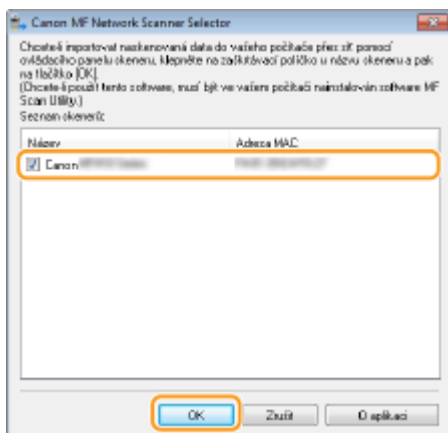 Canon MF Network Scanner Selector
Chcete-li importovat naskenovaná data do vašeho počítače přes síť pomocí
ovládacího panelu skeneru, klepněte na zaškrtávací políčko u názvu skeneru a pak
na tlačítko [OK].
(Chcete-li použít tento software, musí být ve vašem počítači nainstalován software MF
Scan Utility.)
Seznam skenerů:
Název Adresa MAC
Canon
OK Zrušit O aplikaci